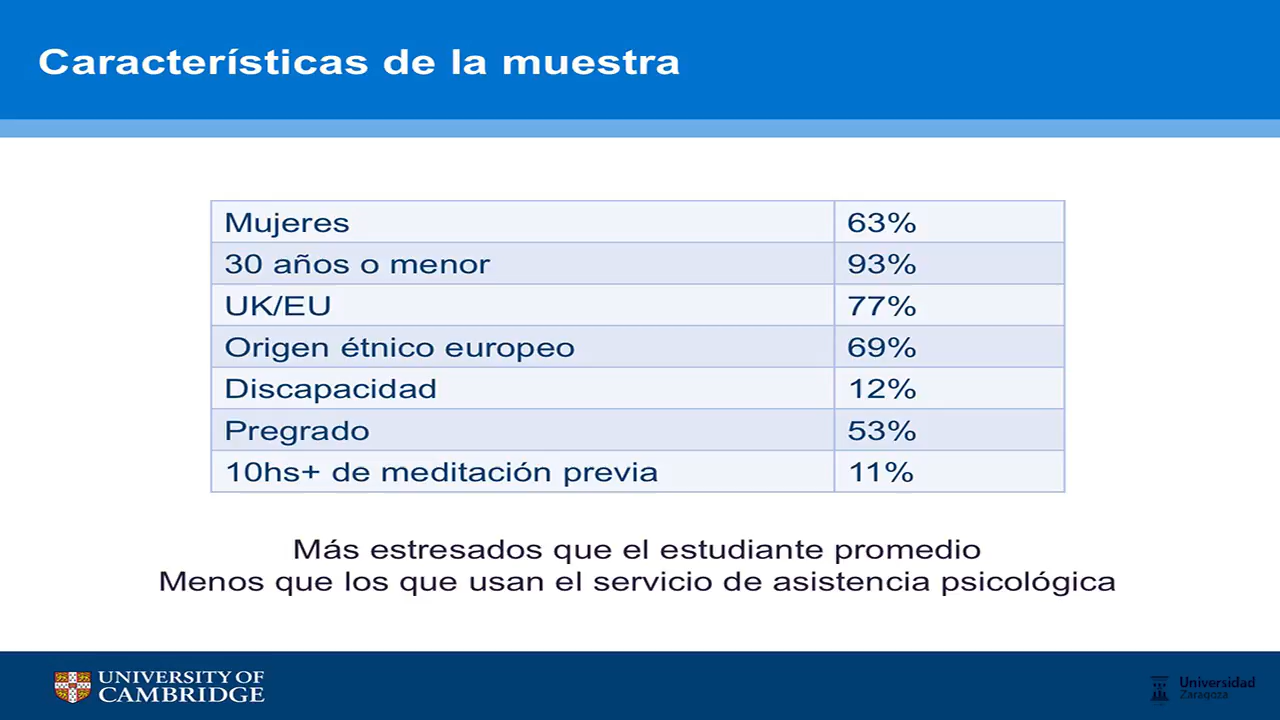 Características de la muestra
Mujeres 63%
30 años o menor 93%
UK/EU 77%
Origen étnico europeo 69%
Discapacidad 12%
Pregrado 53%
10hs+ de meditación previa 11%
Más estresados que el estudiante promedio
Menos que los que usan el servicio de asistencia psicológica
UNIVERSITY OF
CAMBRIDGE
Universidad
Zaragoza